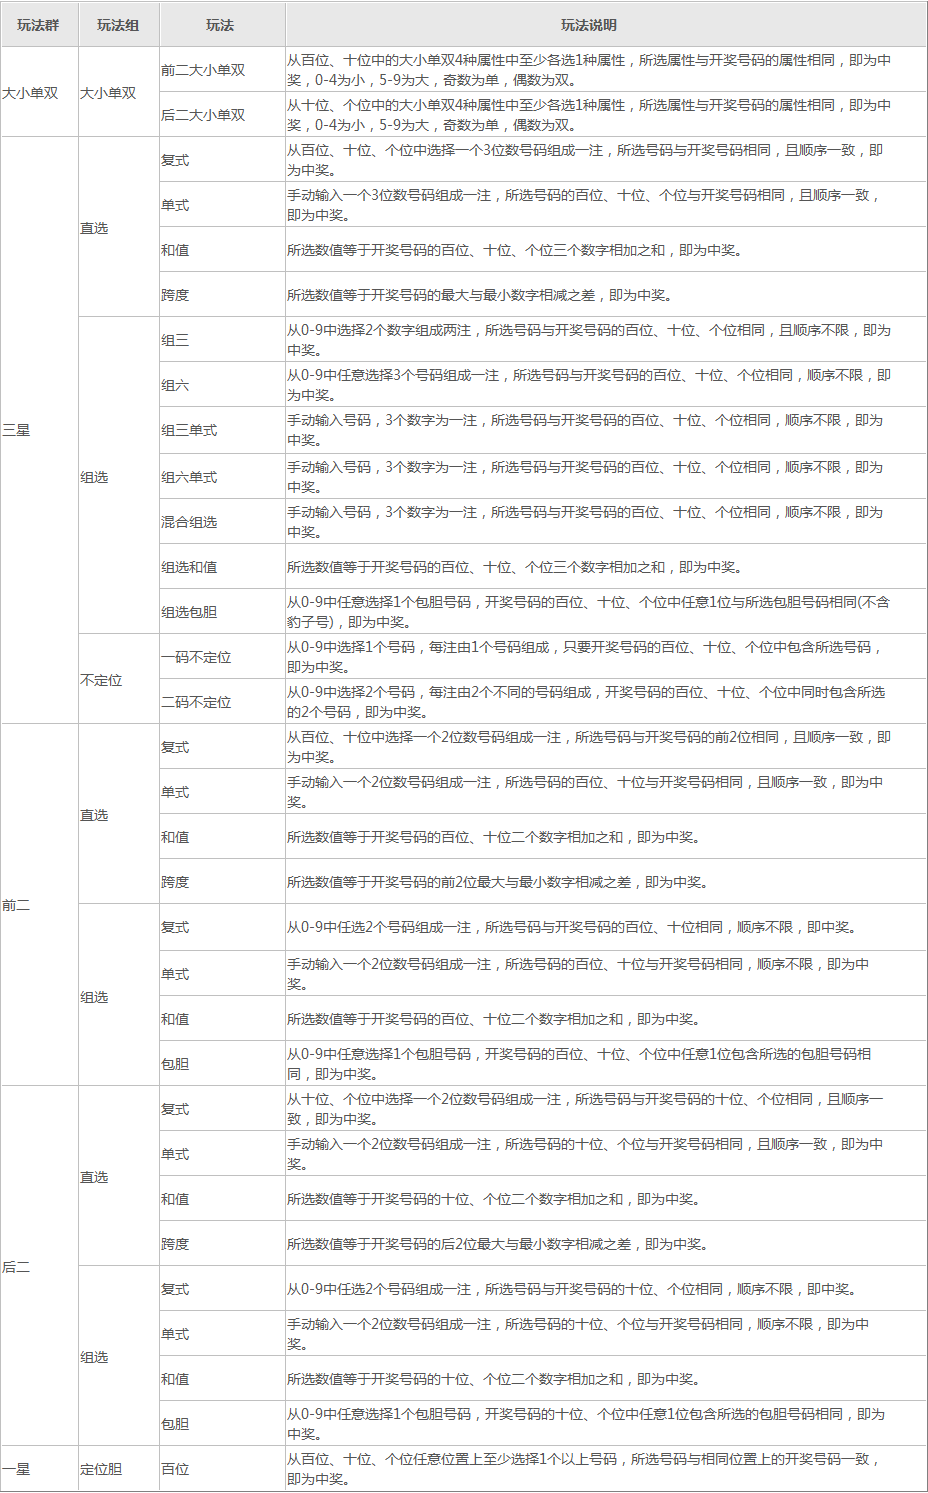 玩法群 玩法组 玩法 玩法说明
大小单双 大小单双 前二大小单双 从百位、十位中的大小单双4种属性中至少各选1种属性，所选属性与开奖号码的属性相同，即为中
奖，0-4为小，5-9为大，奇数为单，偶数为双。
后二大小单双 从十位、个位中的大小单双4种属性中至少各选1种属性，所选属性与开奖号码的属性相同，即为中
奖，0-4为小，5-9为大，奇数为单，偶数为双。
三星 直选 复式 从百位、十位、个位中选择一个3位数号码组成一注，所选号码与开奖号码相同，且顺序一致，即
为中奖。
单式 手动输入一个3位数号码组成一注，所选号码的百位、十位、个位与开奖号码相同，且顺序一致，
即为中奖。
和值 所选数值等于开奖号码的百位、十位、个位三个数字相加之和，即为中奖。
跨度 所选数值等于开奖号码的最大与最小数字相减之差，即为中奖。
组选 组三 从0-9中选择2个数字组成两注，所选号码与开奖号码的百位、十位、个位相同，且顺序不限，即为
中奖。
组六 从0-9中任意选择3个号码组成一注，所选号码与开奖号码的百位、十位、个位相同，顺序不限，即
为中奖。
组三单式 手动输入号码，3个数字为一注，所选号码与开奖号码的百位、十位、个位相同，顺序不限，即为
中奖。
组六单式 手动输入号码，3个数字为一注，所选号码与开奖号码的百位、十位、个位相同，顺序不限，即为
中奖。
混合组选 手动输入号码，3个数字为一注，所选号码与开奖号码的百位、十位、个位相同，顺序不限，即为
中奖。
组选和值 所选数值等于开奖号码的百位、十位、个位三个数字相加之和，即为中奖。
组选包胆 从0-9中任意选择1个包胆号码，开奖号码的百位、十位、个位中任意1位与所选包胆号码相同(不含
豹子号)，即为中奖。
不定位 一码不定位 从0-9中选择1个号码，每注由1个号码组成，只要开奖号码的百位、十位、个位中包含所选号码，
即为中奖。
二码不定位 从0-9中选择2个号码，每注由2个不同的号码组成，开奖号码的百位、十位、个位中同时包含所选
的2个号码，即为中奖。
前二 直选 复式 从百位、十位中选择一个2位数号码组成一注，所选号码与开奖号码的前2位相同，且顺序一致，即
为中奖。
单式 手动输入一个2位数号码组成一注，所选号码的百位、十位与开奖号码相同，且顺序一致，即为中
奖。
和值 所选数值等于开奖号码的百位、十位二个数字相加之和，即为中奖。
跨度 所选数值等于开奖号码的前2位最大与最小数字相减之差，即为中奖。
组选 复式 从0-9中任选2个号码组成一注，所选号码与开奖号码的百位、十位相同，顺序不限，即中奖。
单式 手动输入一个2位数号码组成一注，所选号码的百位、十位与开奖号码相同，顺序不限，即为中
奖。
和值 所选数值等于开奖号码的百位、十位二个数字相加之和，即为中奖。
包胆 从0-9中任意选择1个包胆号码，开奖号码的百位、十位、个位中任意1位包含所选的包胆号码相
同，即为中奖。
后二 直选 复式 从十位、个位中选择一个2位数号码组成一注，所选号码与开奖号码的十位、个位相同，且顺序一
致，即为中奖。
单式 手动输入一个2位数号码组成一注，所选号码的十位、个位与开奖号码相同，且顺序一致，即为中
奖。
和值 所选数值等于开奖号码的十位、个位二个数字相加之和，即为中奖。
跨度 所选数值等于开奖号码的后2位最大与最小数字相减之差，即为中奖。
组选 复式 从0-9中任选2个号码组成一注，所选号码与开奖号码的十位、个位相同，顺序不限，即中奖。
单式 手动输入一个2位数号码组成一注，所选号码的十位、个位与开奖号码相同，顺序不限，即为中
奖。
和值 所选数值等于开奖号码的十位、个位二个数字相加之和，即为中奖。
包胆 从0-9中任意选择1个包胆号码，开奖号码的十位、个位中任意1位包含所选的包胆号码相同，即为
中奖。
一星 定位胆 百位 从百位、十位、个位任意位置上至少选择1个以上号码，所选号码与相同位置上的开奖号码一致，
即为中奖。